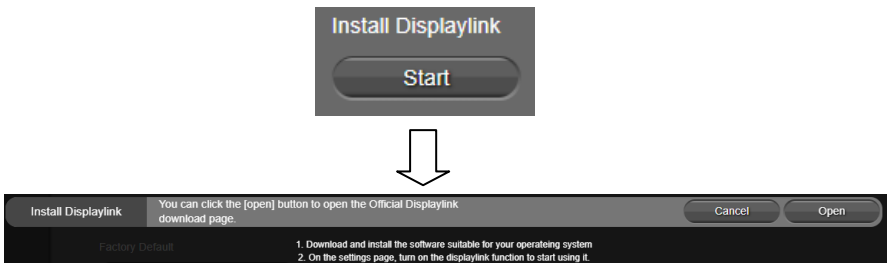 Install Displaylink
Start
Install Displaylink
You can click the [open] button to open the Official Displaylink
download page.
Cancel
Open
Factory Default
1. Download and install the software suitable for your operateing system
2. On the settings page, turn on the displaylink function to start using it.